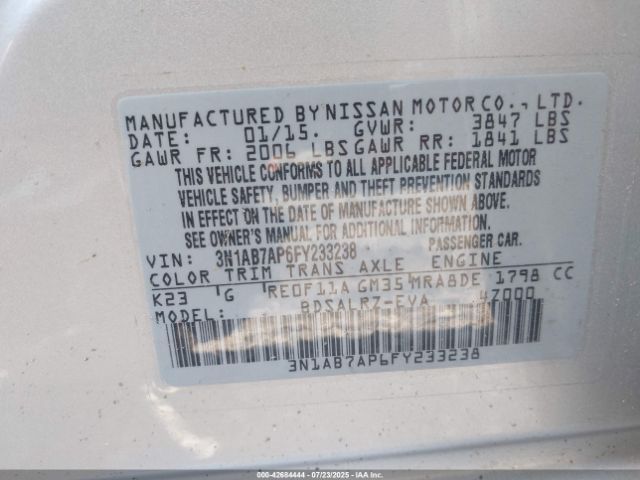 MANUFACTURED BY NISSAN MOTOR CO., LTD.
DATE: 01/15. GVWR: 3847 LBS
GAWR FR: 2006 LBS GAWR RR: 1841 LBS
THIS VEHICLE CONFORMS TO ALL APPLICABLE FEDERAL MOTOR
VEHICLE SAFETY, BUMPER AND THEFT PREVENTION STANDARDS
IN EFFECT ON THE DATE OF MANUFACTURE SHOWN ABOVE.
SEE OWNER'S MANUAL FOR ADDITIONAL INFORMATION.
VIN: 3N1AB7AP6FY233238 PASSENGER CAR.
COLOR TRIM TRANS AXLE ENGINE
K23 G RE0F11A GM35 MRA8DE 1798 CC
MODEL: BDSALRZ-EVA 4Z000
3N1AB7AP6FY233238
000-42684444 07/23/2025 COPYRIGHT IAA